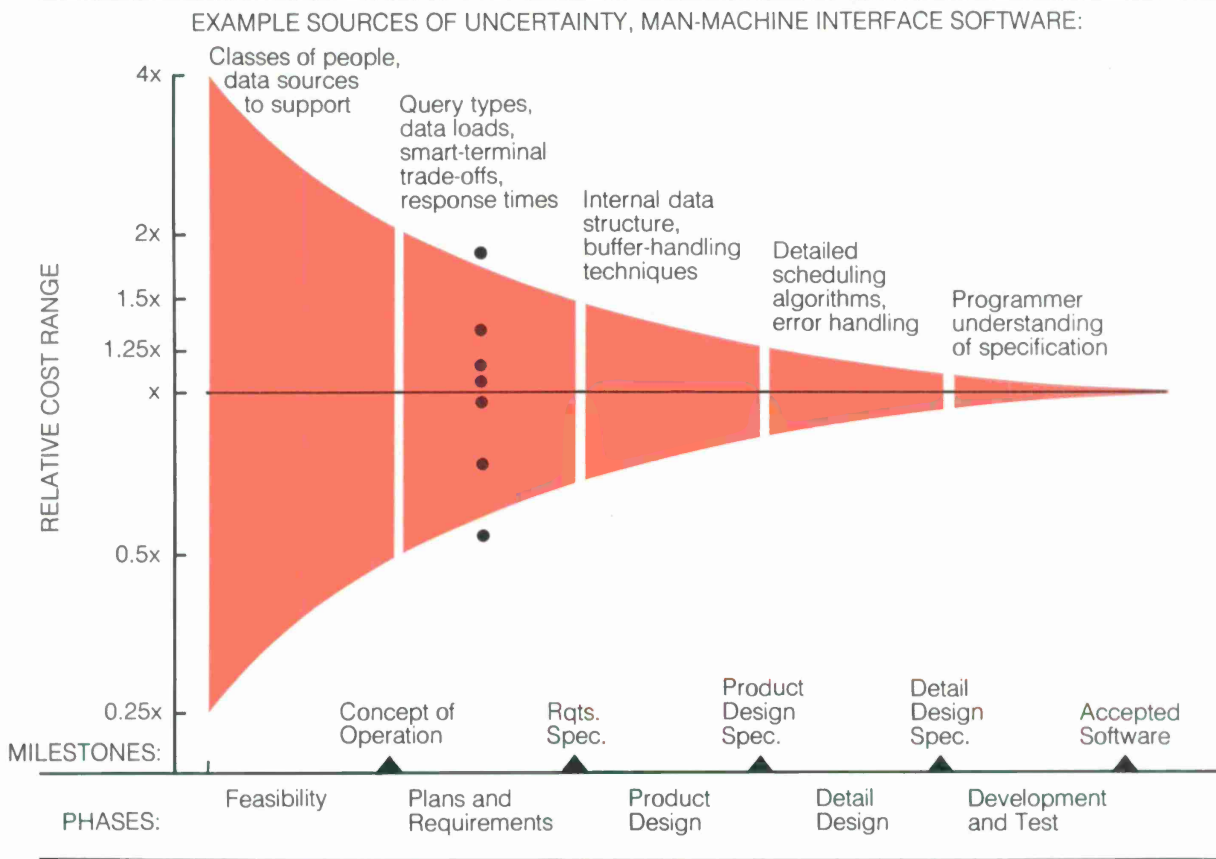 EXAMPLE SOURCES OF UNCERTAINTY, MAN-MACHINE INTERFACE SOFTWARE:
Classes of people,
data sources
to support
Query types,
data loads,
smart-terminal
trade-offs,
response times
Internal data
structure,
buffer-handling
techniques
Detailed
scheduling
algorithms,
error handling
Programmer
understanding
of specification
RELATIVE COST RANGE
4x
2x
1.5x
1.25x
x
0.5x
0.25x
MILESTONES:
Concept of
Operation
Rqts.
Spec.
Product
Design
Spec.
Detail
Design
Spec.
Accepted
Software
PHASES:
Feasibility
Plans and
Requirements
Product
Design
Detail
Design
Development
and Test